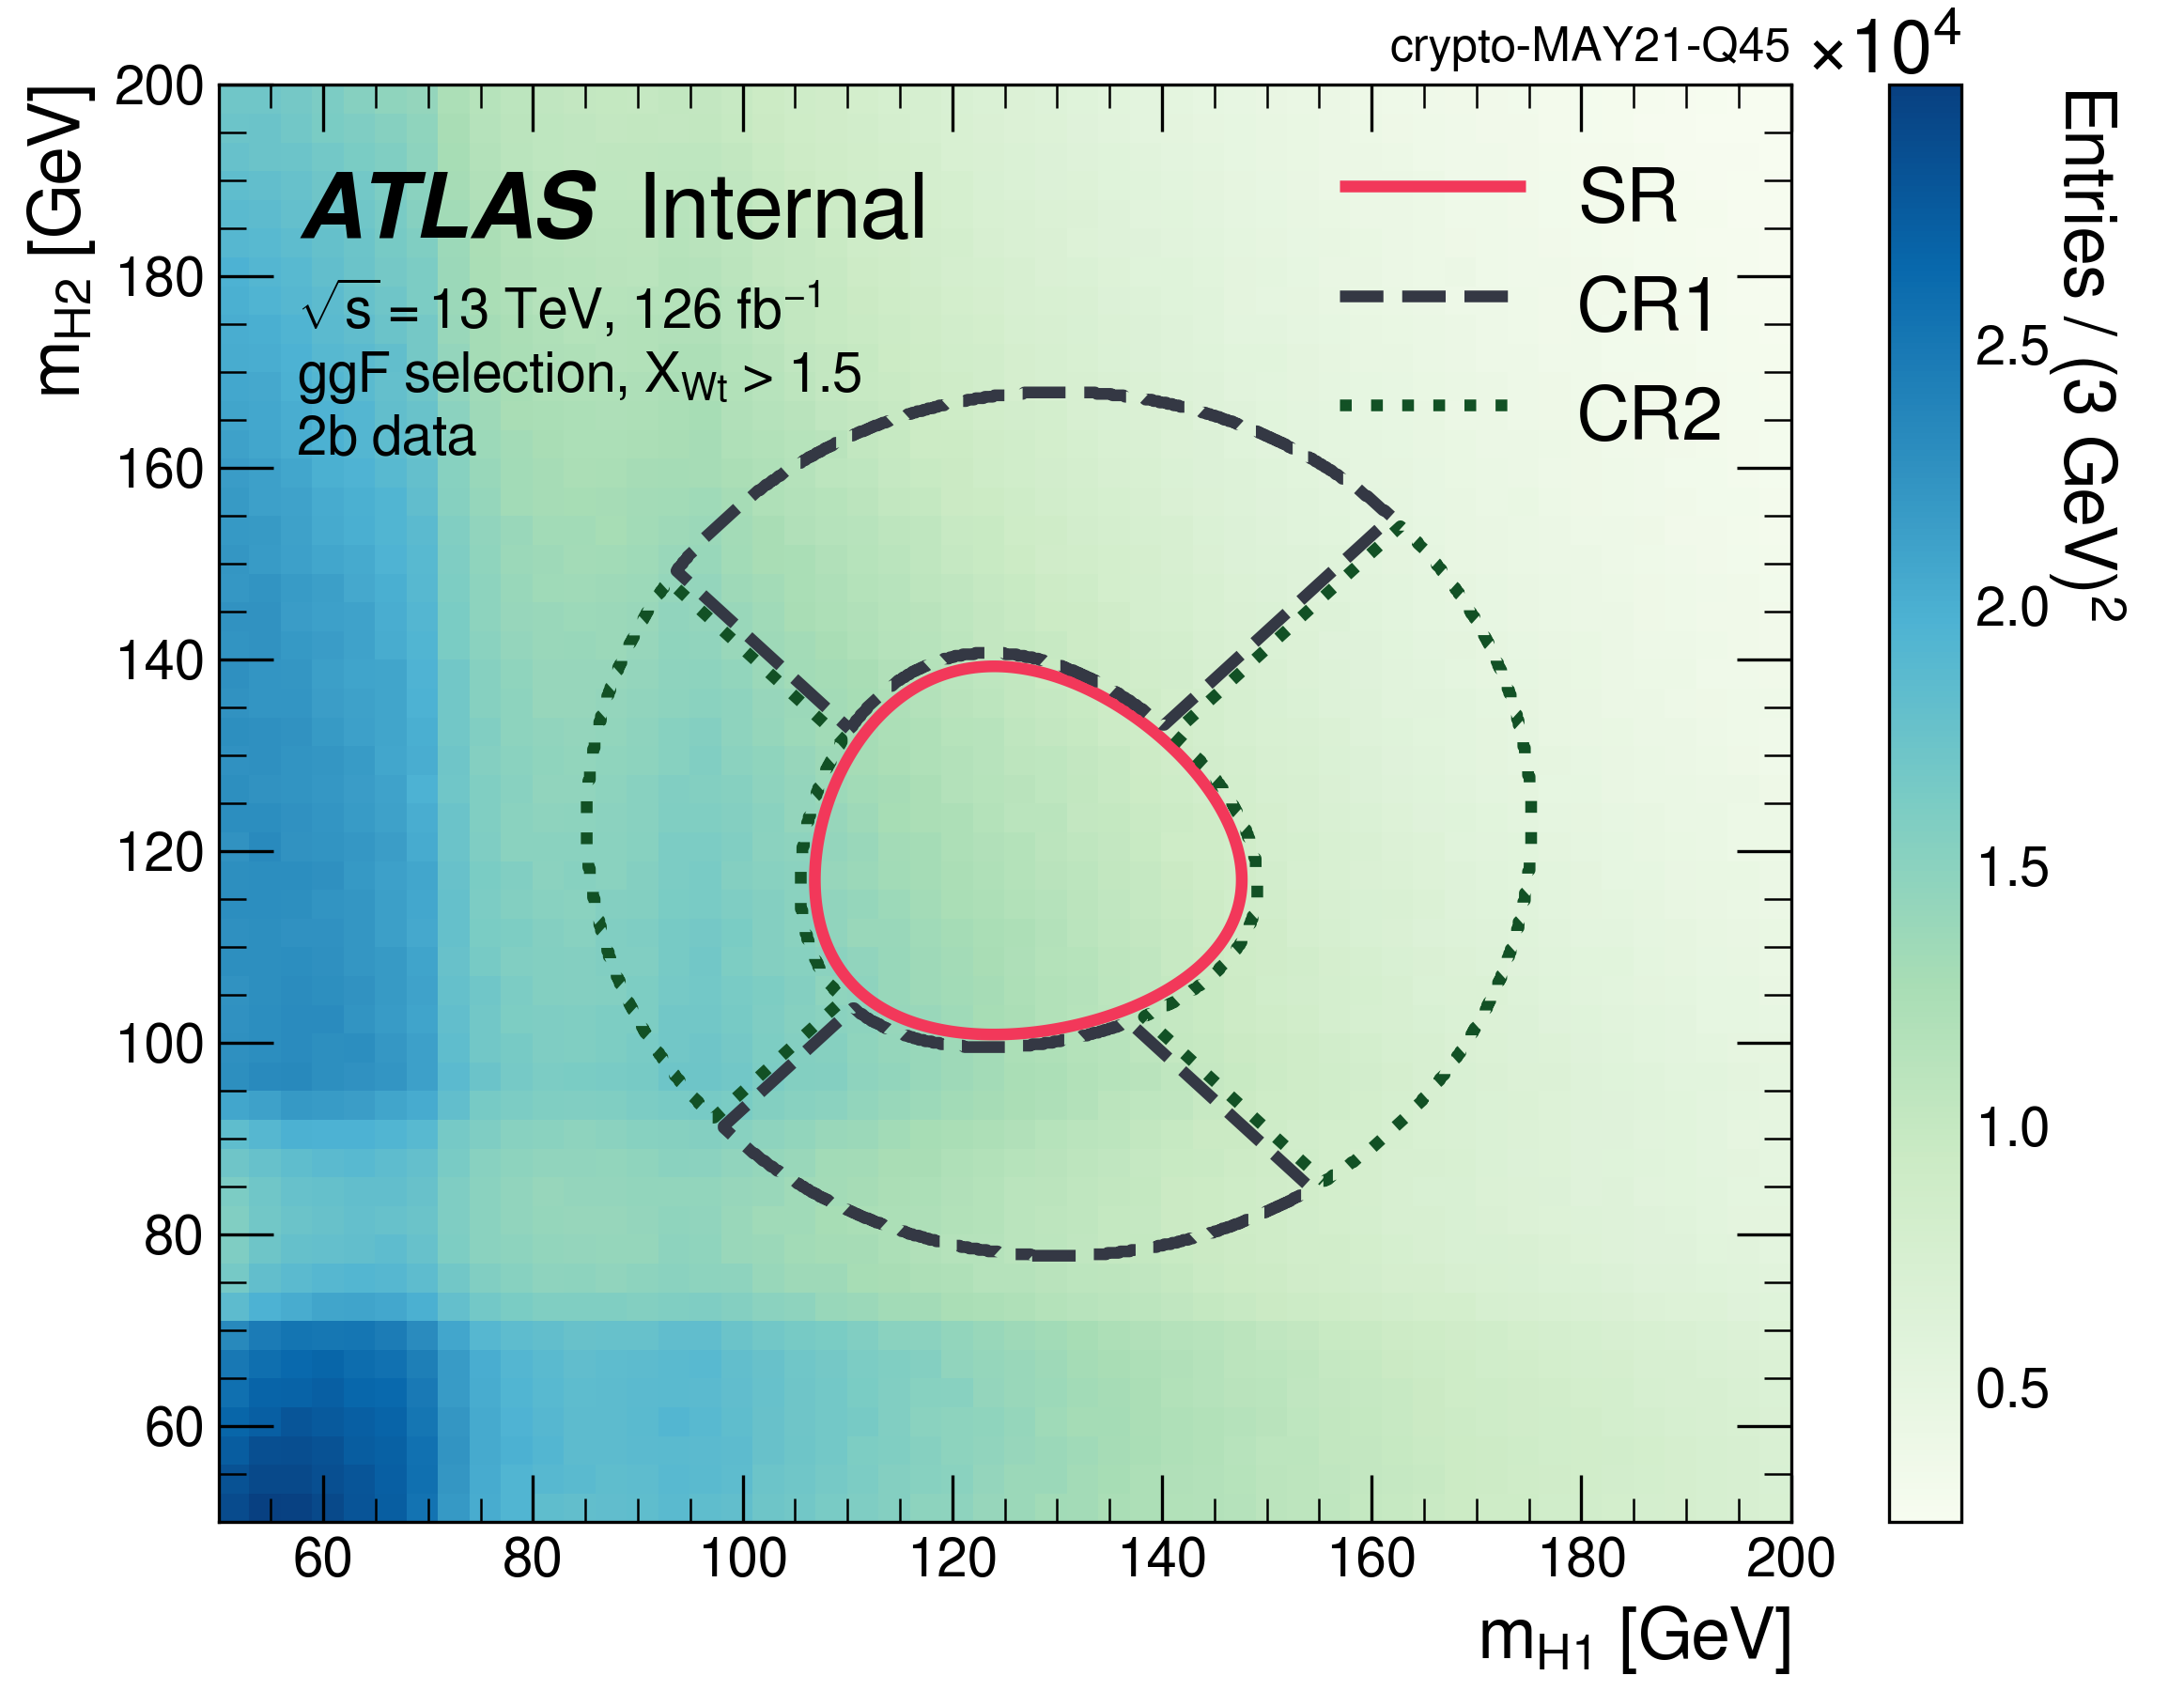 crypto-MAY21-Q45 ×10⁴
ATLAS Internal
√s = 13 TeV, 126 fb⁻¹
ggF selection, X_Wt > 1.5
2b data
SR
CR1
CR2
m_H2 [GeV]
200
180
160
140
120
100
80
60
60 80 100 120 140 160 180 200
m_H1 [GeV]
2.5
2.0
1.5
1.0
0.5
Entries / (3 GeV)²